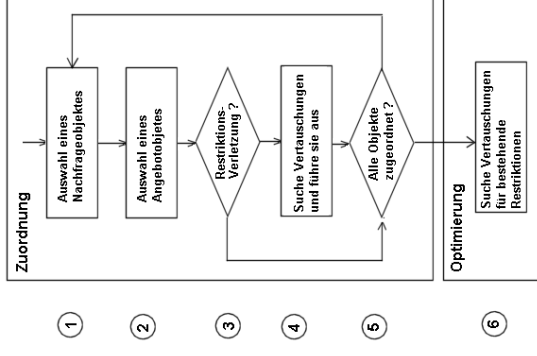 Zuordnung
1
Auswahl eines
Nachfrageobjektes
2
Auswahl eines
Angebotobjetes
3
Restriktions-
Verletzung ?
4
Suche Vertauschungen
und führe sie aus
5
Alle Objekte
zugeordnet ?
Optimierung
6
Suche Vertauschungen
für bestehende
Restriktionen